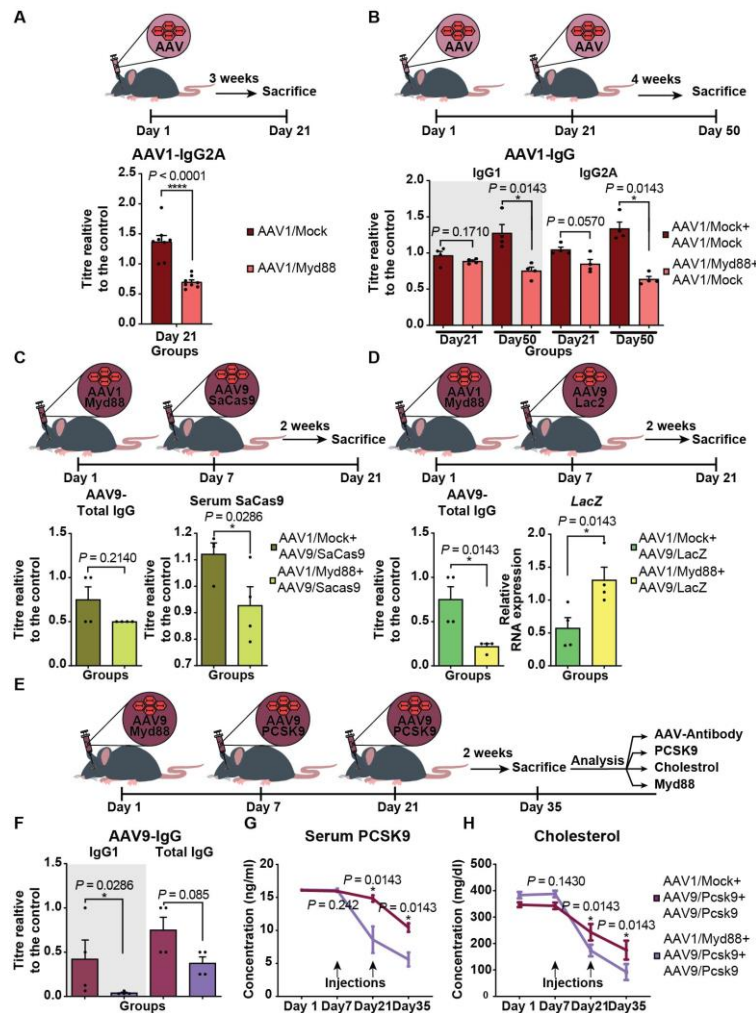 A
AAV
3 weeks
Sacrifice
Day 1
Day 21
AAV1-IgG2A
P < 0.0001
****
Titre realtive
to the control
2.0
1.5
1.0
0.5
0.0
Day 21
Groups
AAV1/Mock
AAV1/Myd88
B
AAV
AAV
4 weeks
Sacrifice
Day 1
Day 21
Day 50
AAV1-IgG
IgG1
IgG2A
P = 0.1710
P = 0.0143
*
P = 0.0570
P = 0.0143
*
Titre realtive
to the control
2.0
1.5
1.0
0.5
0.0
Day21
Day50
Day21
Day50
Groups
AAV1/Mock+
AAV1/Mock
AAV1/Myd88+
AAV1/Mock
C
AAV1
Myd88
AAV9
SaCas9
2 weeks
Sacrifice
Day 1
Day 7
Day 21
AAV9-
Total IgG
P = 0.2140
Titre realtive
to the control
1.5
1.0
0.5
0.0
Groups
Serum SaCas9
P = 0.0286
*
Titre realtive
to the control
1.2
1.1
1.0
0.9
0.8
0.7
Groups
AAV1/Mock+
AAV9/SaCas9
AAV1/Myd88+
AAV9/Sacas9
D
AAV1
Myd88
AAV9
Lac2
2 weeks
Sacrifice
Day 1
Day 7
Day 21
AAV9-
Total IgG
P = 0.0143
*
Titre realtive
to the control
1.5
1.0
0.5
0.0
Groups
LacZ
P = 0.0143
*
Relative
RNA expression
2.0
1.5
1.0
0.5
0.0
Groups
AAV1/Mock+
AAV9/LacZ
AAV1/Myd88+
AAV9/LacZ
E
AAV9
Myd88
AAV9
PCSK9
AAV9
PCSK9
2 weeks
Sacrifice
Analysis
AAV-Antibody
PCSK9
Cholestrol
Myd88
Day 1
Day 7
Day 21
Day 35
F
AAV9-IgG
IgG1
Total IgG
P = 0.0286
*
P = 0.085
Titre realtive
to the control
1.5
1.0
0.5
0.0
Groups
G
Serum PCSK9
P = 0.0143
*
P = 0.0143
*
P = 0.242
Concentration (ng/ml)
20
15
10
5
0
Injections
Day 1
Day7
Day21
Day35
H
Cholesterol
P = 0.1430
P = 0.0143
*
P = 0.0143
*
Concentration (mg/dl)
400
300
200
100
0
Injections
Day 1
Day7
Day21
Day35
AAV1/Mock+
AAV9/Pcsk9+
AAV9/Pcsk9
AAV1/Myd88+
AAV9/Pcsk9+
AAV9/Pcsk9